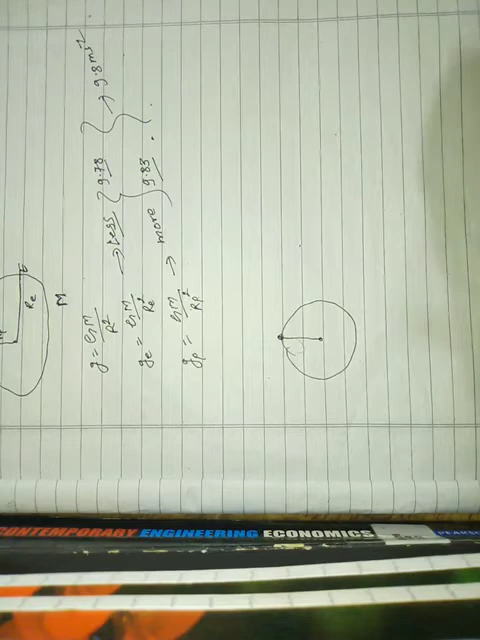 Re
M
g = GM/R²
ge = GM/Re² → Less 9.78
gp = GM/Rp² → more 9.83
→ 9.8 ms⁻²
CONTEMPORARY ENGINEERING ECONOMICS
PEARSON